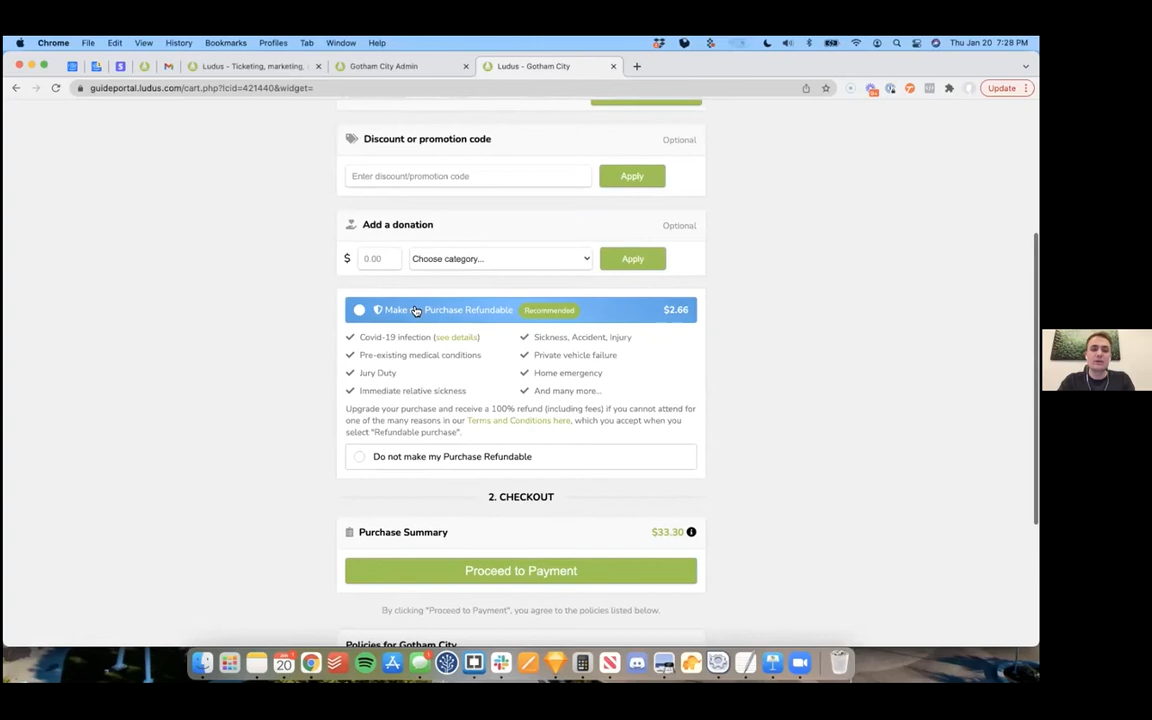 Chrome File Edit View History Bookmarks Profiles Tab Window Help Thu Jan 20 7:28 PM
Ludus - Ticketing, marketing, Gotham City Admin Ludus - Gotham City
guideportal.ludus.com/cart.php?lcid=421440&widget= Update
Discount or promotion code Optional
Enter discount/promotion code Apply
Add a donation Optional
$ 0.00 Choose category... Apply
Make my Purchase Refundable Recommended $2.66
Covid-19 infection (see details) Sickness, Accident, Injury
Pre-existing medical conditions Private vehicle failure
Jury Duty Home emergency
Immediate relative sickness And many more...
Upgrade your purchase and receive a 100% refund (including fees) if you cannot attend for
one of the many reasons in our Terms and Conditions here, which you accept when you
select "Refundable purchase".
Do not make my Purchase Refundable
2. CHECKOUT
Purchase Summary $33.30
Proceed to Payment
By clicking "Proceed to Payment", you agree to the policies listed below.
Policies for Gotham City